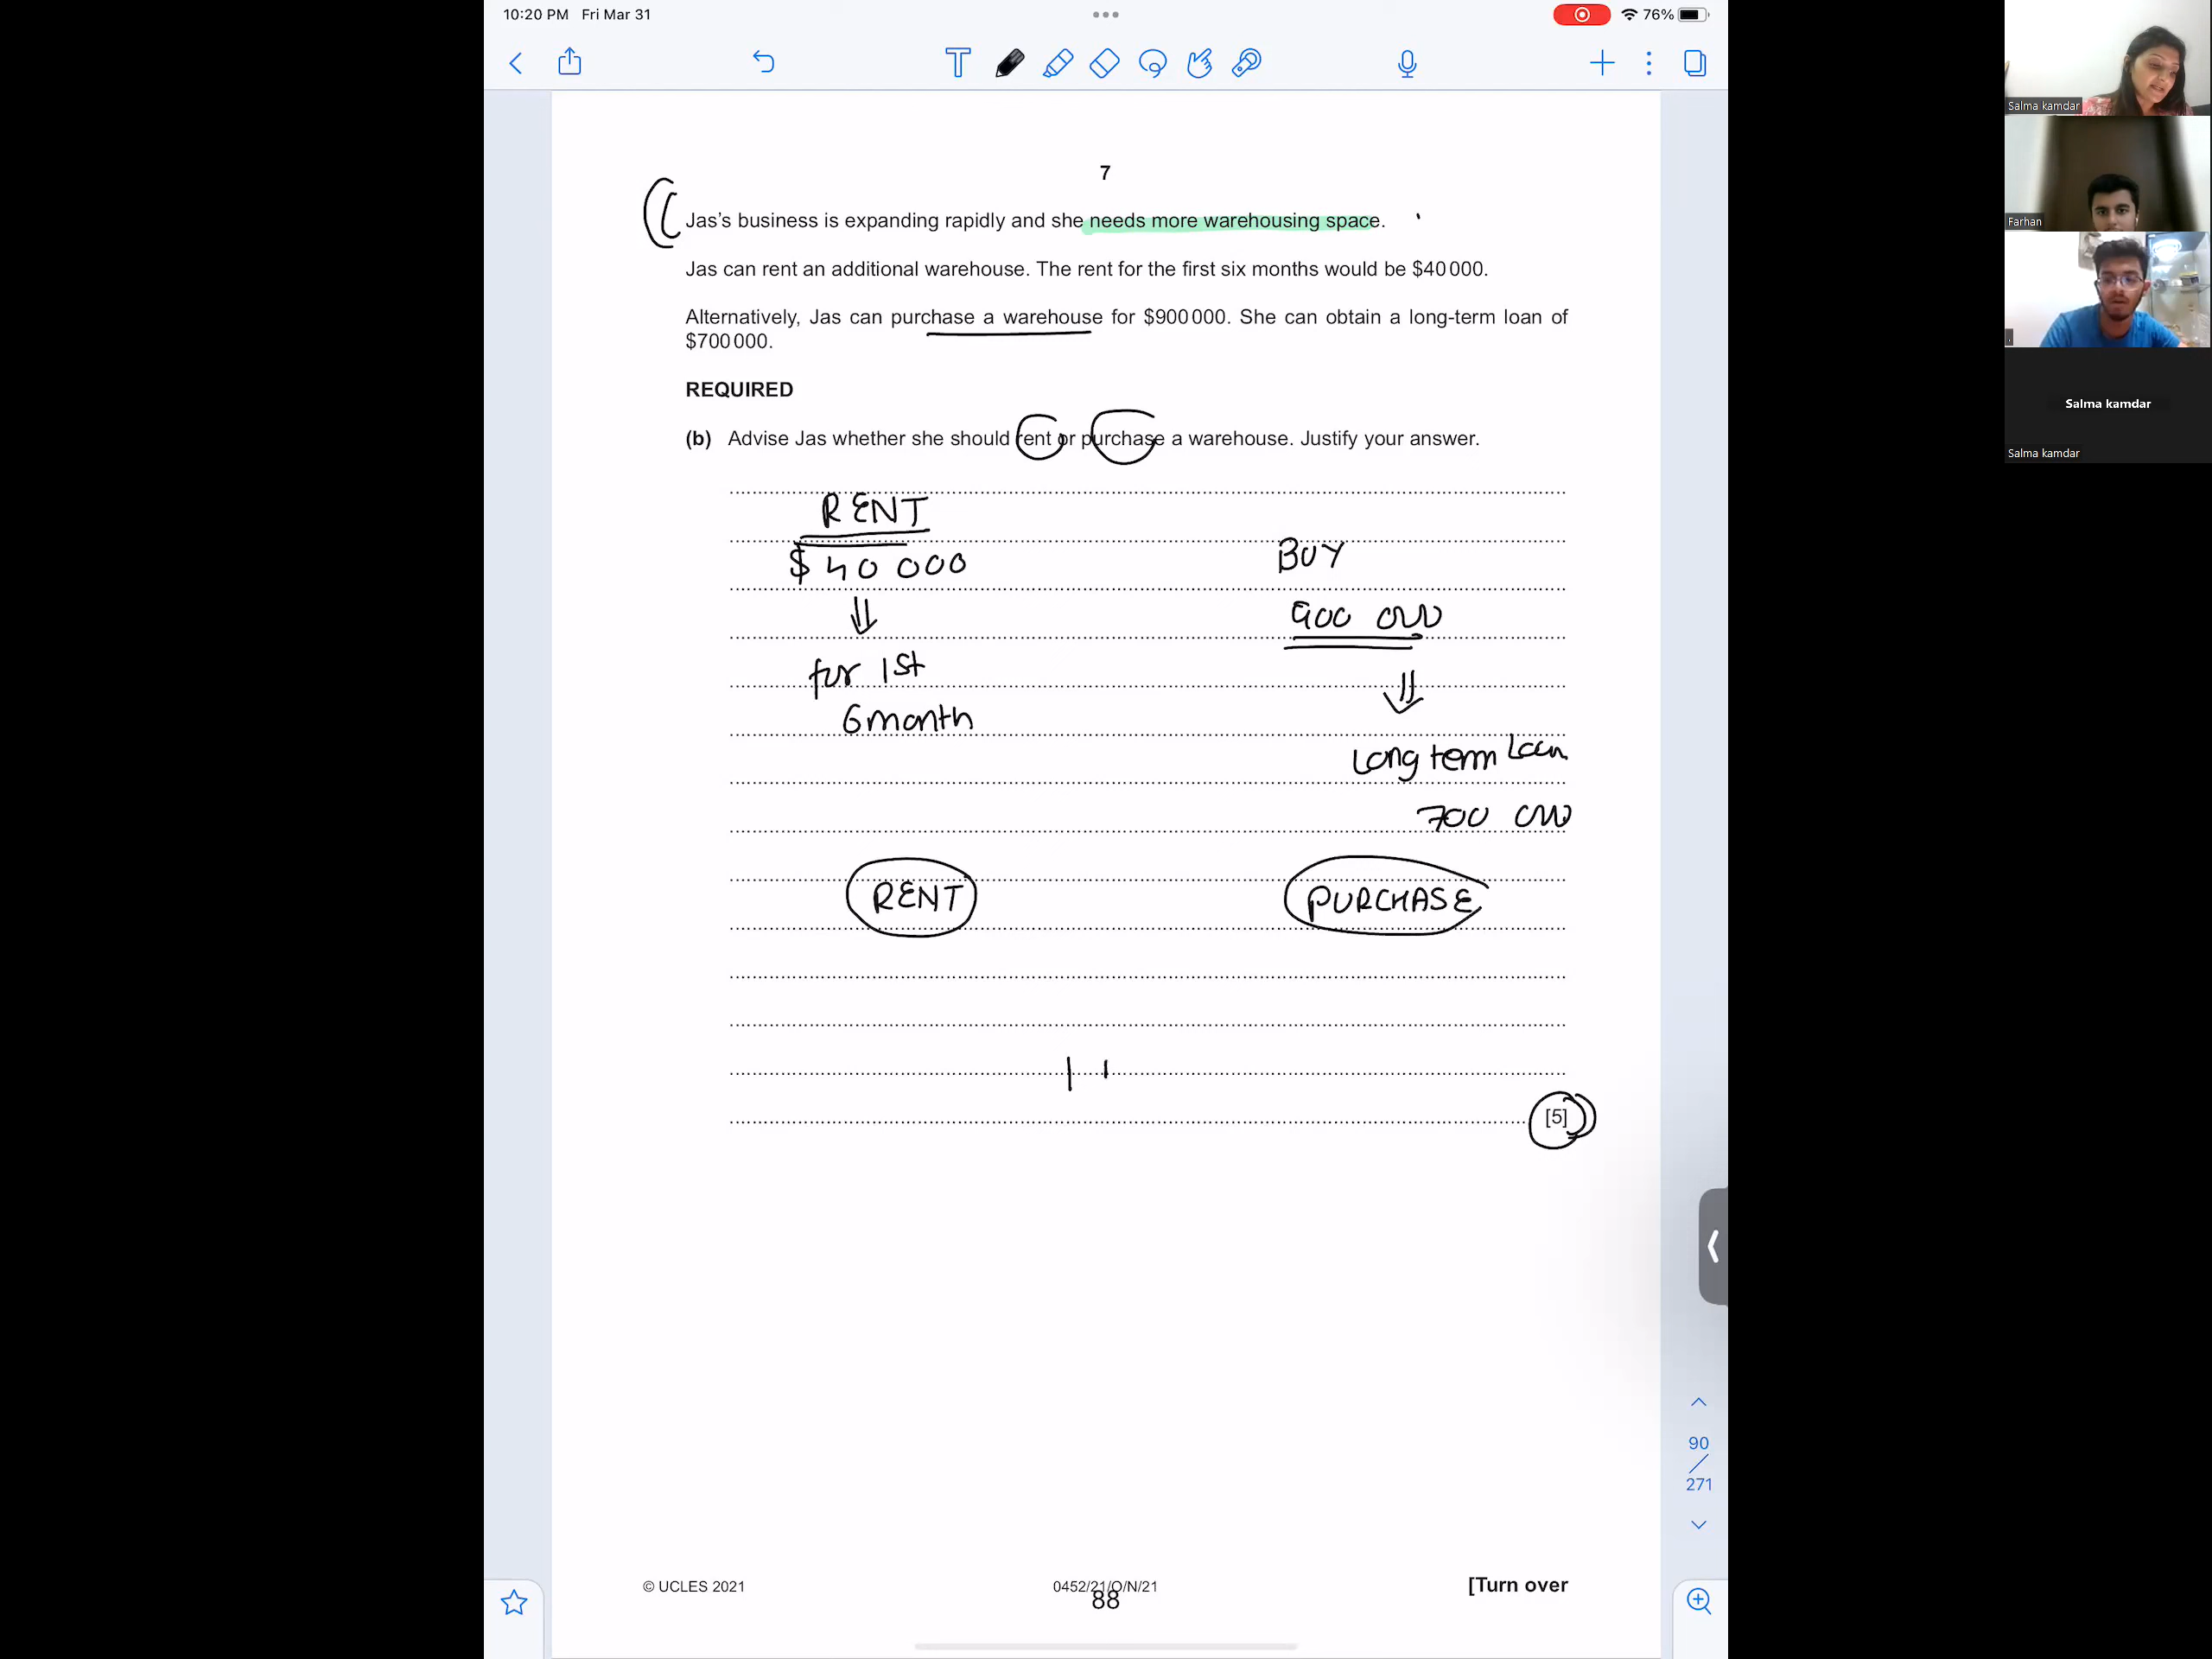 10:20 PM Fri Mar 31
76%
7
Jas's business is expanding rapidly and she needs more warehousing space.
Jas can rent an additional warehouse. The rent for the first six months would be $40 000.
Alternatively, Jas can purchase a warehouse for $900 000. She can obtain a long-term loan of
$700 000.
REQUIRED
(b) Advise Jas whether she should rent or purchase a warehouse. Justify your answer.
RENT
$ 40 000
for 1st
6 month
BUY
900 000
Long term Loan
700 000
RENT
PURCHASE
[5]
© UCLES 2021
0452/21/O/N/21
88
[Turn over
90
271
Salma kamdar
Farhan
Salma kamdar
Salma kamdar